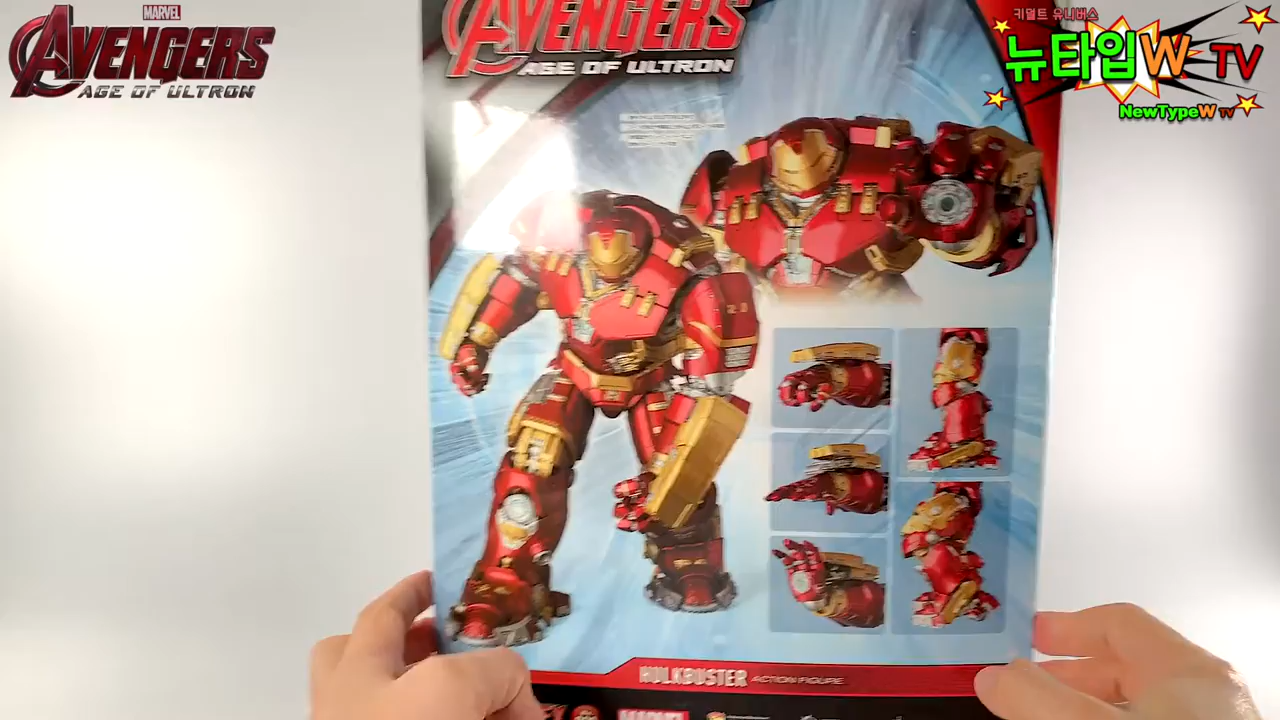 MARVEL
AVENGERS
AGE OF ULTRON
키덜트 유니버스
뉴타입W TV
NewTypeW TV
AVENGERS
AGE OF ULTRON
HULKBUSTER ACTION FIGURE
MARVEL